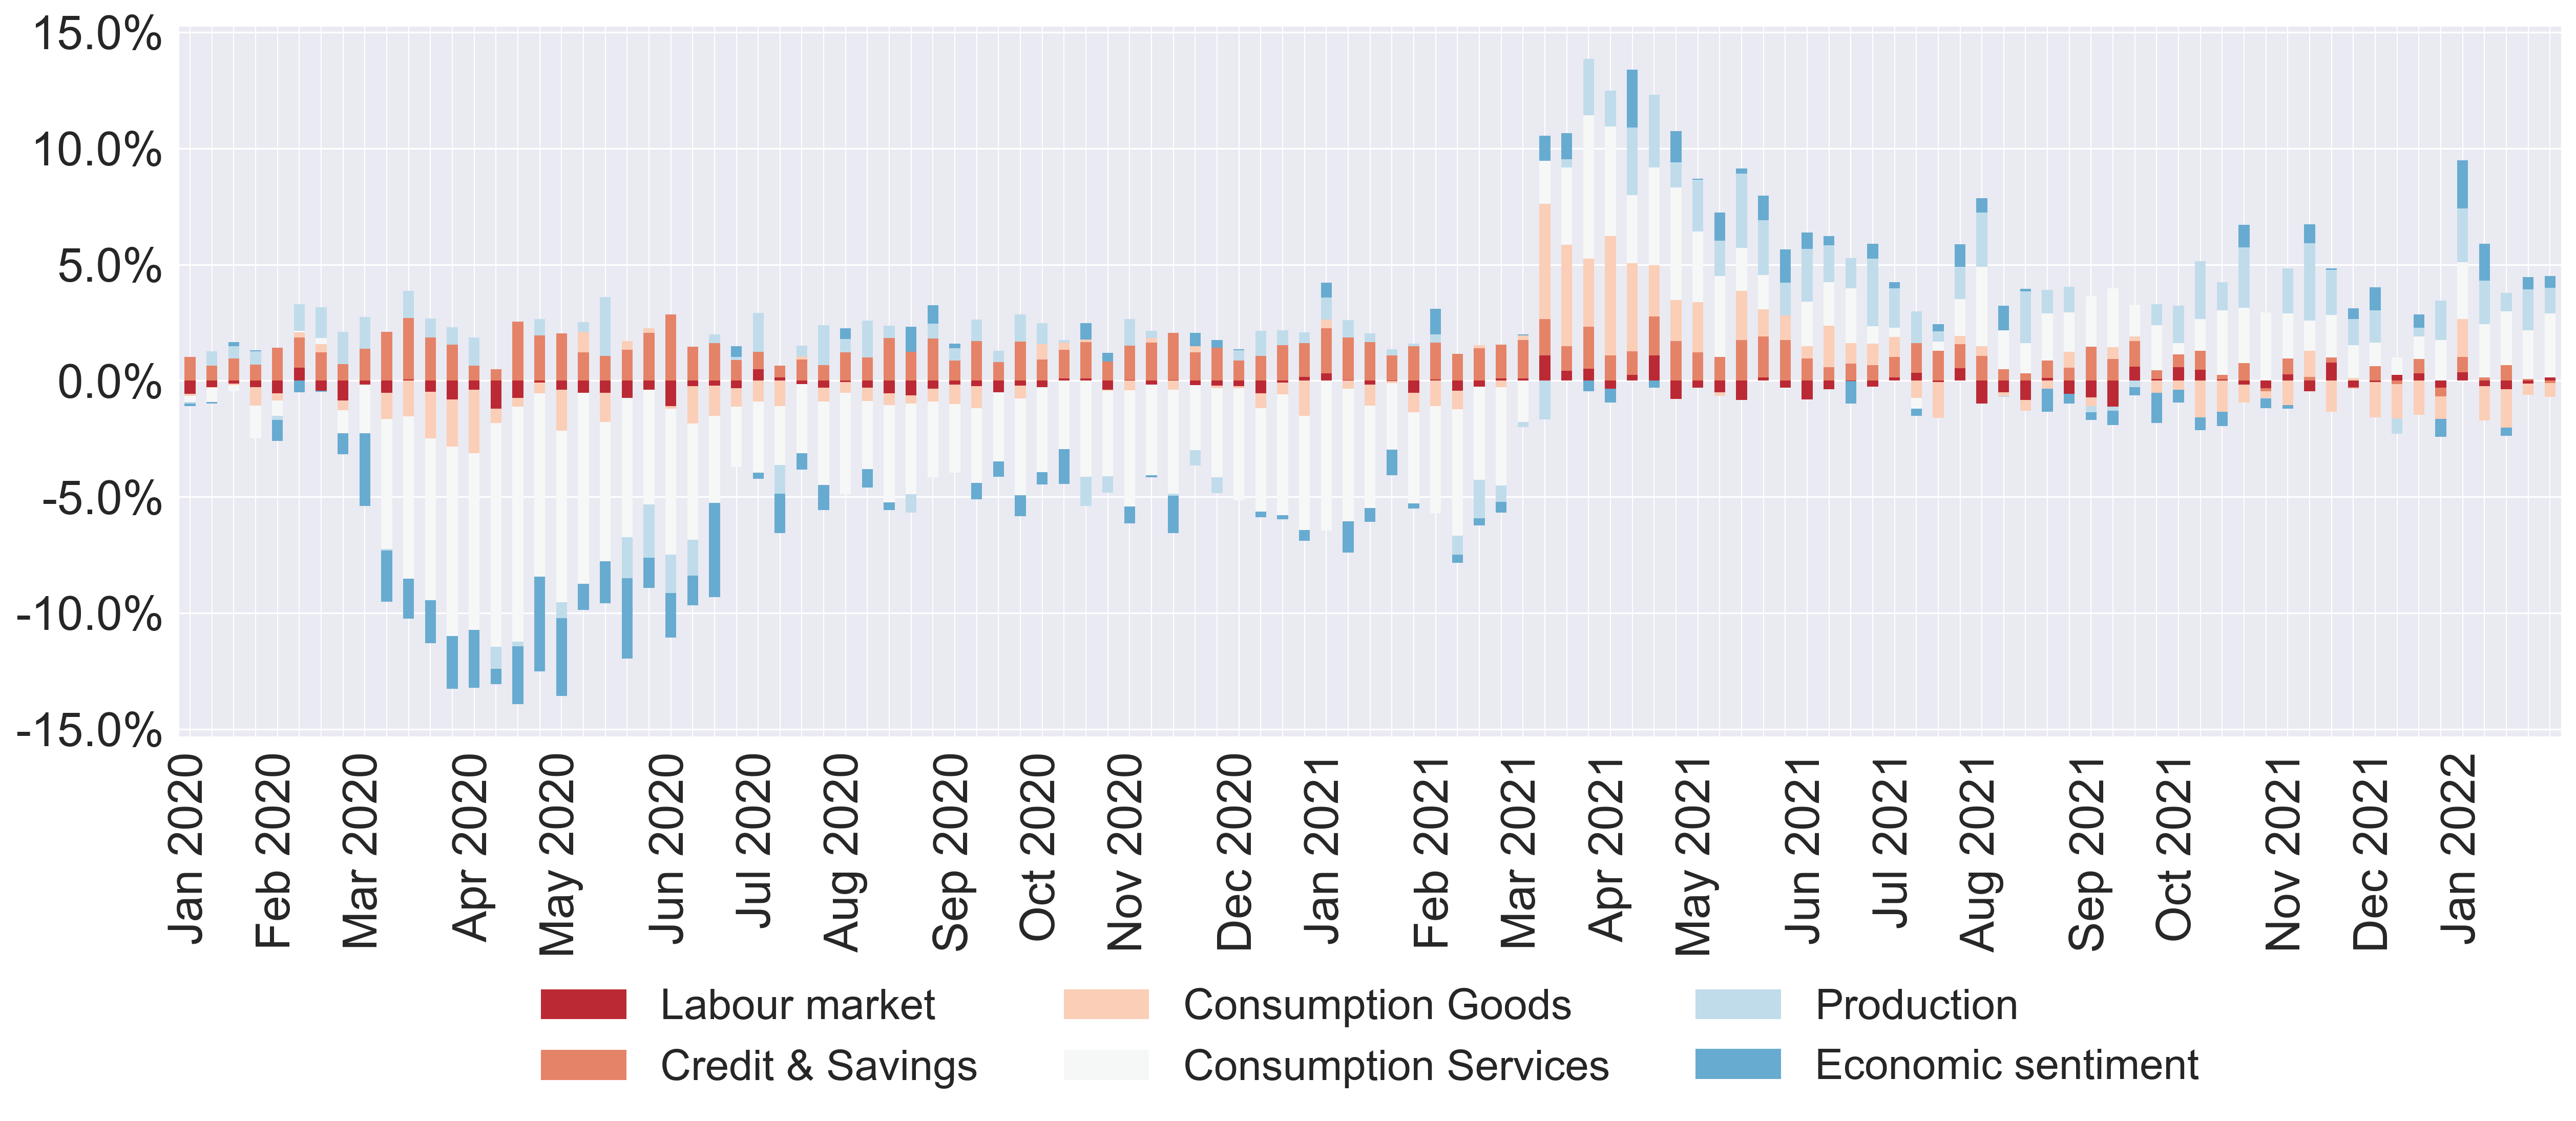 15.0%
10.0%
5.0%
0.0%
-5.0%
-10.0%
-15.0%
Jan 2020
Feb 2020
Mar 2020
Apr 2020
May 2020
Jun 2020
Jul 2020
Aug 2020
Sep 2020
Oct 2020
Nov 2020
Dec 2020
Jan 2021
Feb 2021
Mar 2021
Apr 2021
May 2021
Jun 2021
Jul 2021
Aug 2021
Sep 2021
Oct 2021
Nov 2021
Dec 2021
Jan 2022
Labour market
Credit & Savings
Consumption Goods
Consumption Services
Production
Economic sentiment